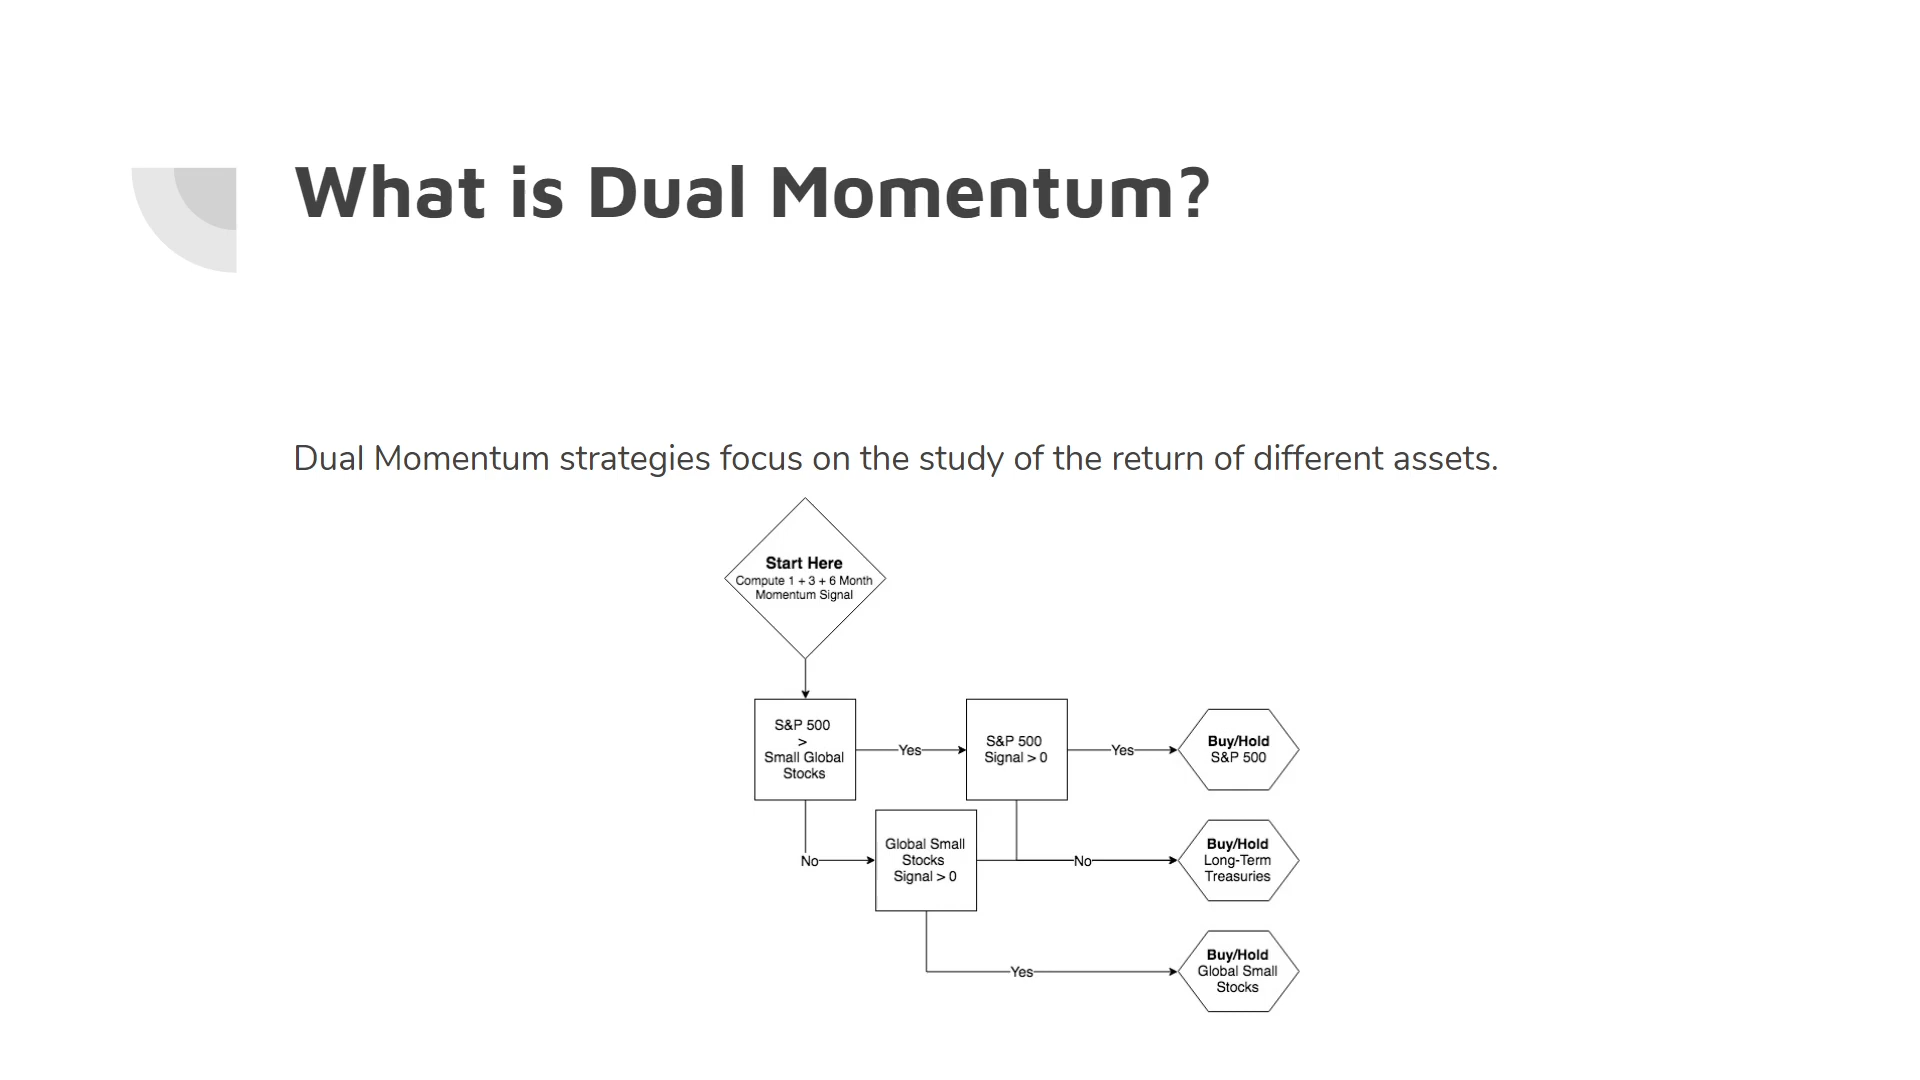 What is Dual Momentum?
Dual Momentum strategies focus on the study of the return of different assets.
Start Here
Compute 1 + 3 + 6 Month
Momentum Signal
S&P 500
>
Small Global
Stocks
Yes
S&P 500
Signal > 0
Yes
Buy/Hold
S&P 500
No
Global Small
Stocks
Signal > 0
No
Buy/Hold
Long-Term
Treasuries
Yes
Buy/Hold
Global Small
Stocks